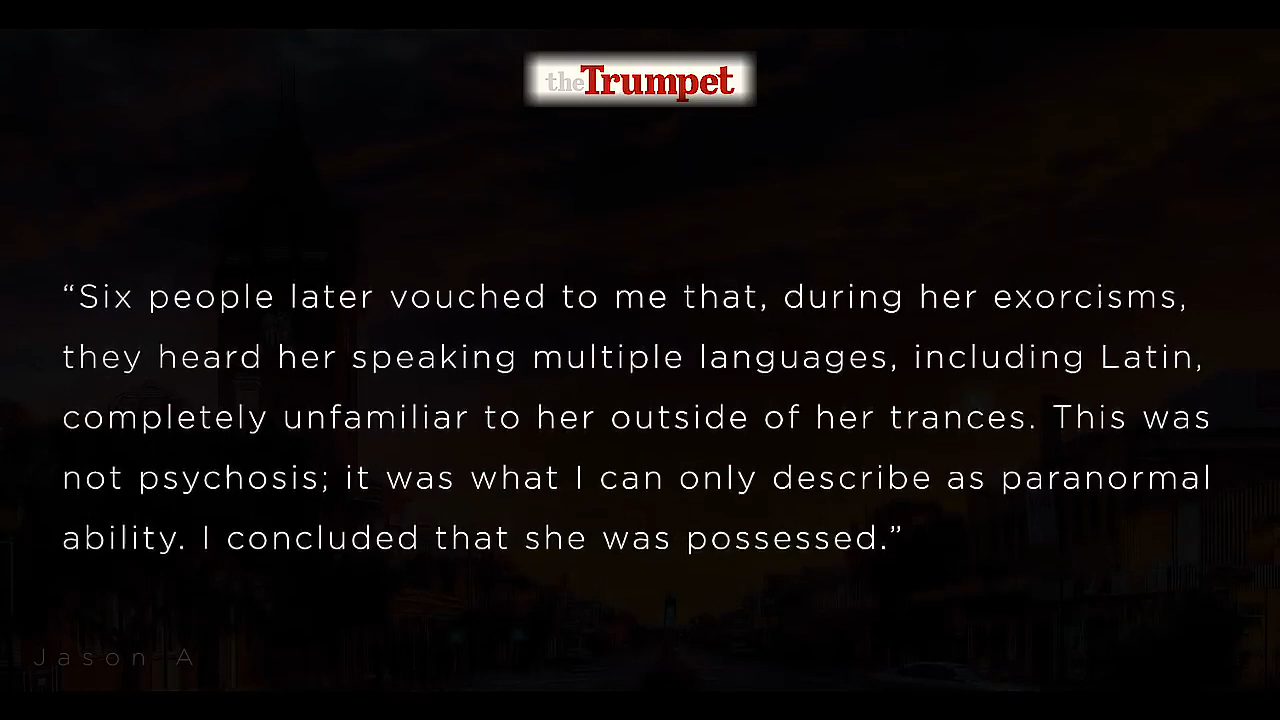 theTrumpet
“Six people later vouched to me that, during her exorcisms,
they heard her speaking multiple languages, including Latin,
completely unfamiliar to her outside of her trances. This was
not psychosis; it was what I can only describe as paranormal
ability. I concluded that she was possessed.”
Jason A